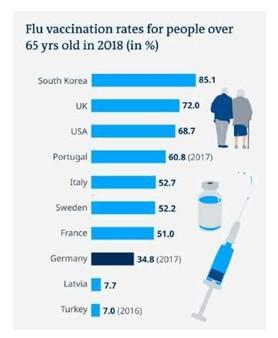 Flu vaccination rates for people over
65 yrs old in 2018 (in %)
South Korea 85.1
UK 72.0
USA 68.7
Portugal 60.8 (2017)
Italy 52.7
Sweden 52.2
France 51.0
Germany 34.8 (2017)
Latvia 7.7
Turkey 7.0 (2016)